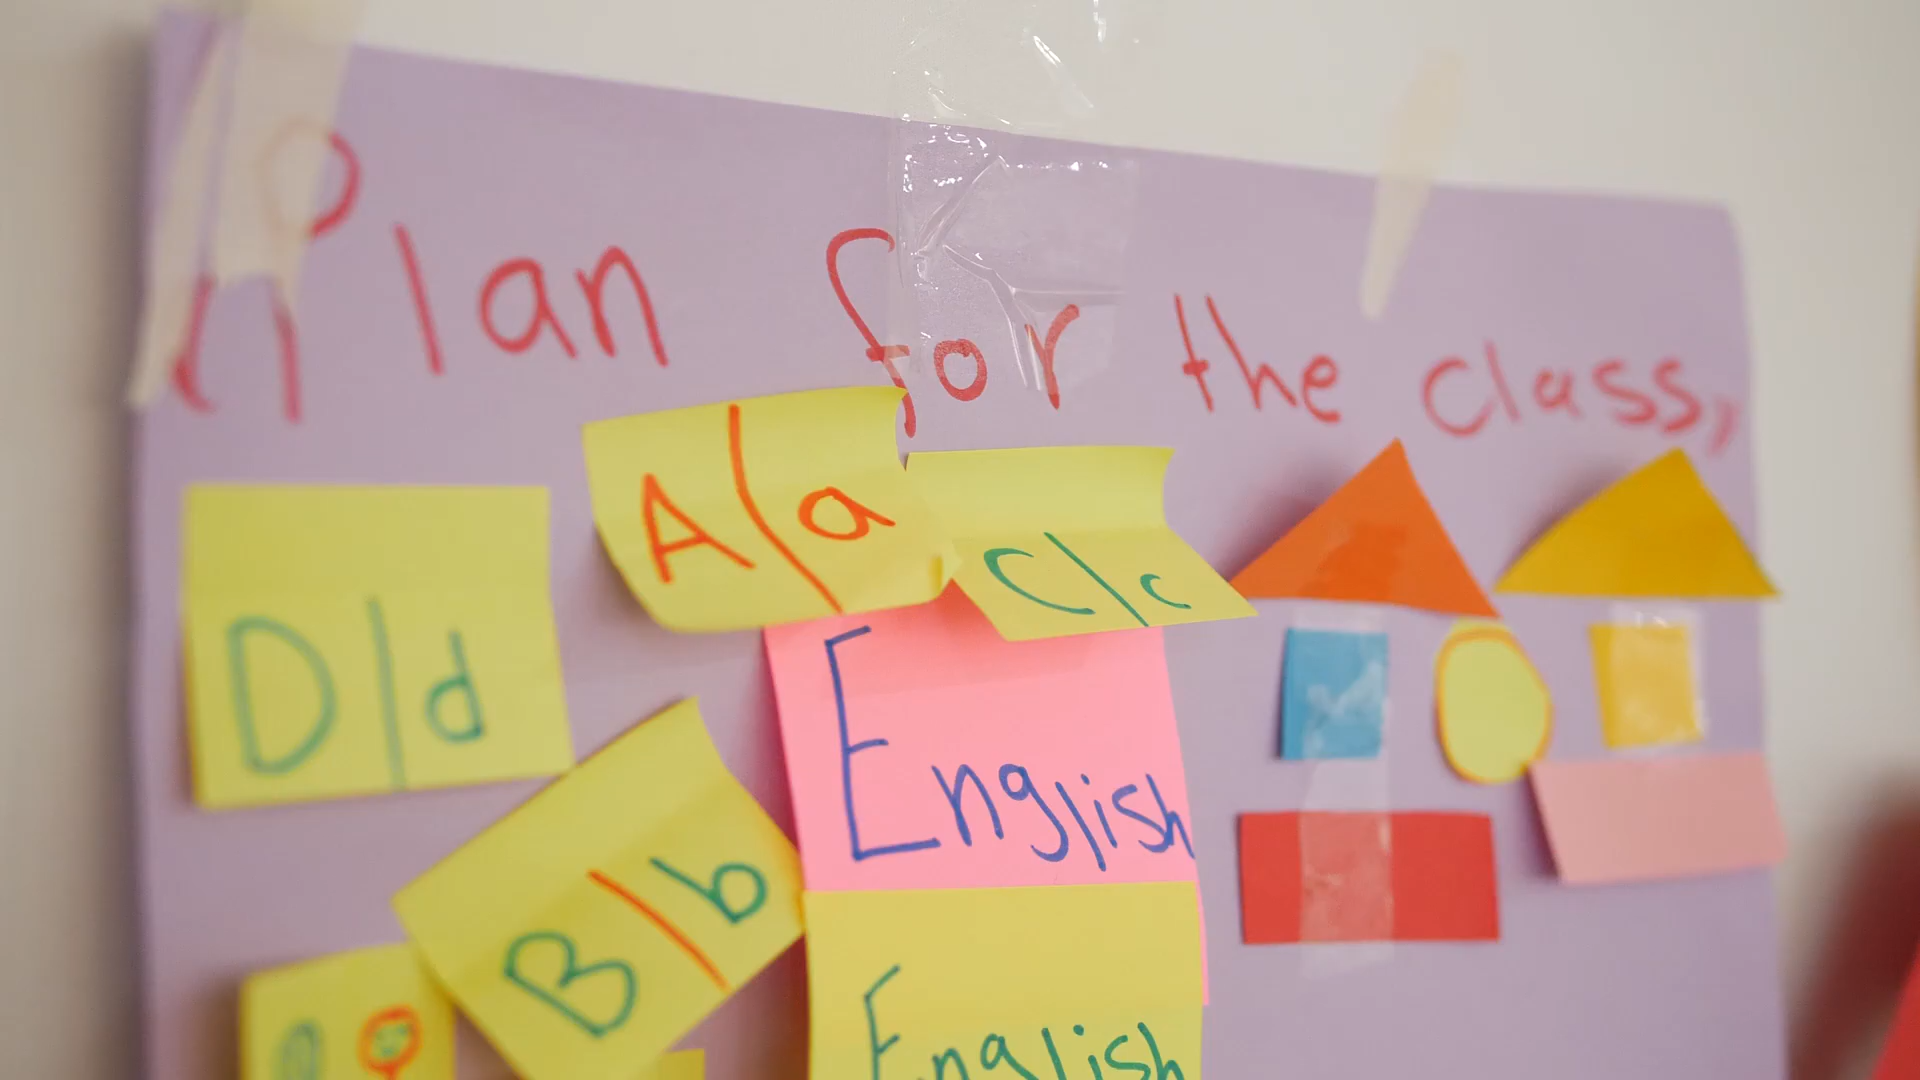 Plan for the class,
A/a
C/c
D/d
English
B/b
English